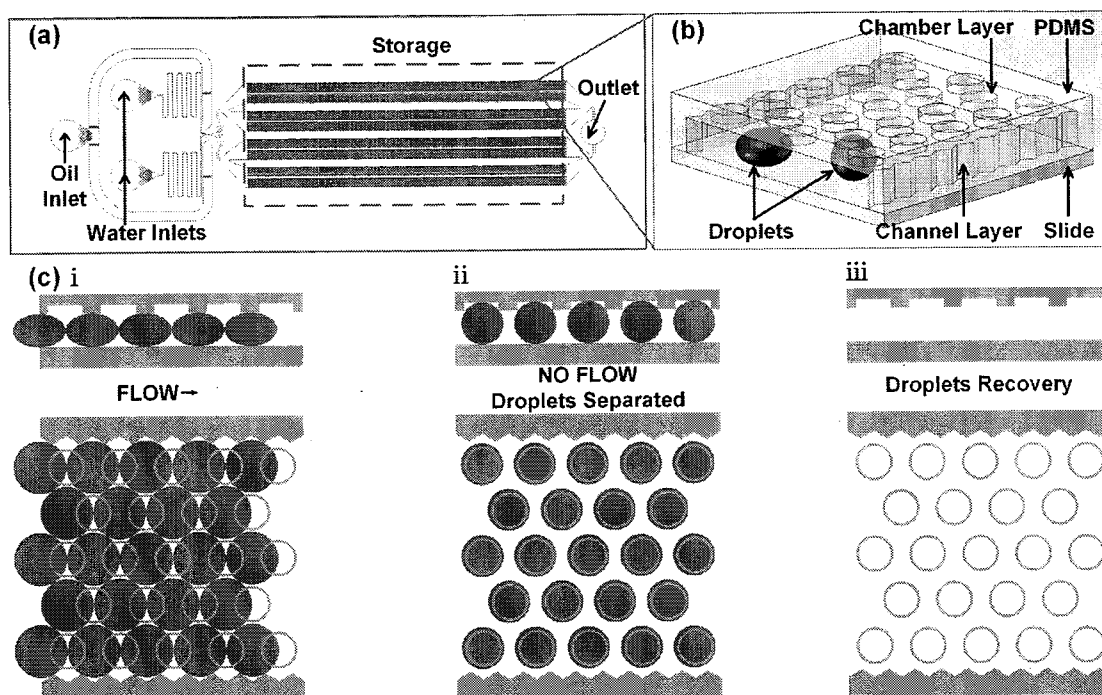 (a)
Storage
Outlet
Oil
Inlet
Water Inlets
(b)
Chamber Layer
PDMS
Droplets
Channel Layer
Slide
(c) i
FLOW→
ii
NO FLOW
Droplets Separated
iii
Droplets Recovery